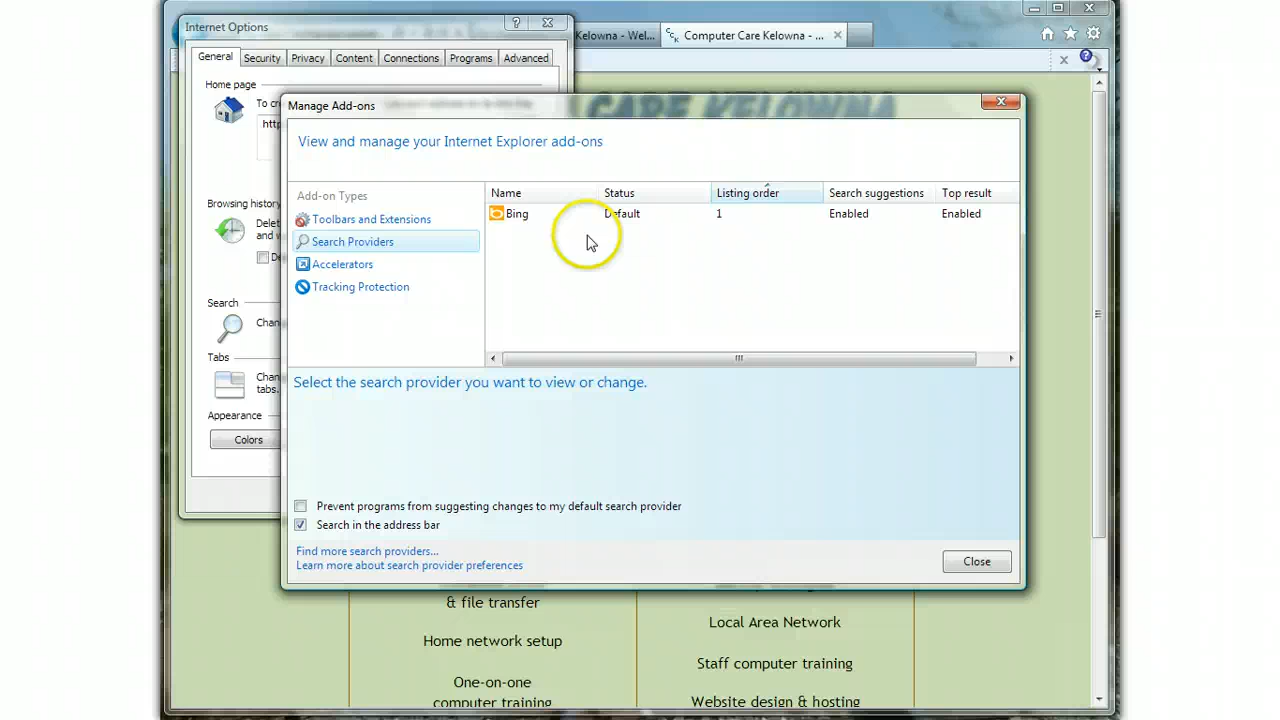 Internet Options
Kelowna - Wel...
Computer Care Kelowna - ...
General
Security
Privacy
Content
Connections
Programs
Advanced
Home page
CARE KELOWNA
Manage Add-ons
View and manage your Internet Explorer add-ons
Add-on Types
Toolbars and Extensions
Search Providers
Accelerators
Tracking Protection
Name Status Listing order Search suggestions Top result
Bing Default 1 Enabled Enabled
Browsing history
Search
Tabs
tabs.
Appearance
Colors
Select the search provider you want to view or change.
Prevent programs from suggesting changes to my default search provider
Search in the address bar
Find more search providers...
Learn more about search provider preferences
Close
& file transfer
Home network setup
One-on-one
computer training
Local Area Network
Staff computer training
Website design & hosting